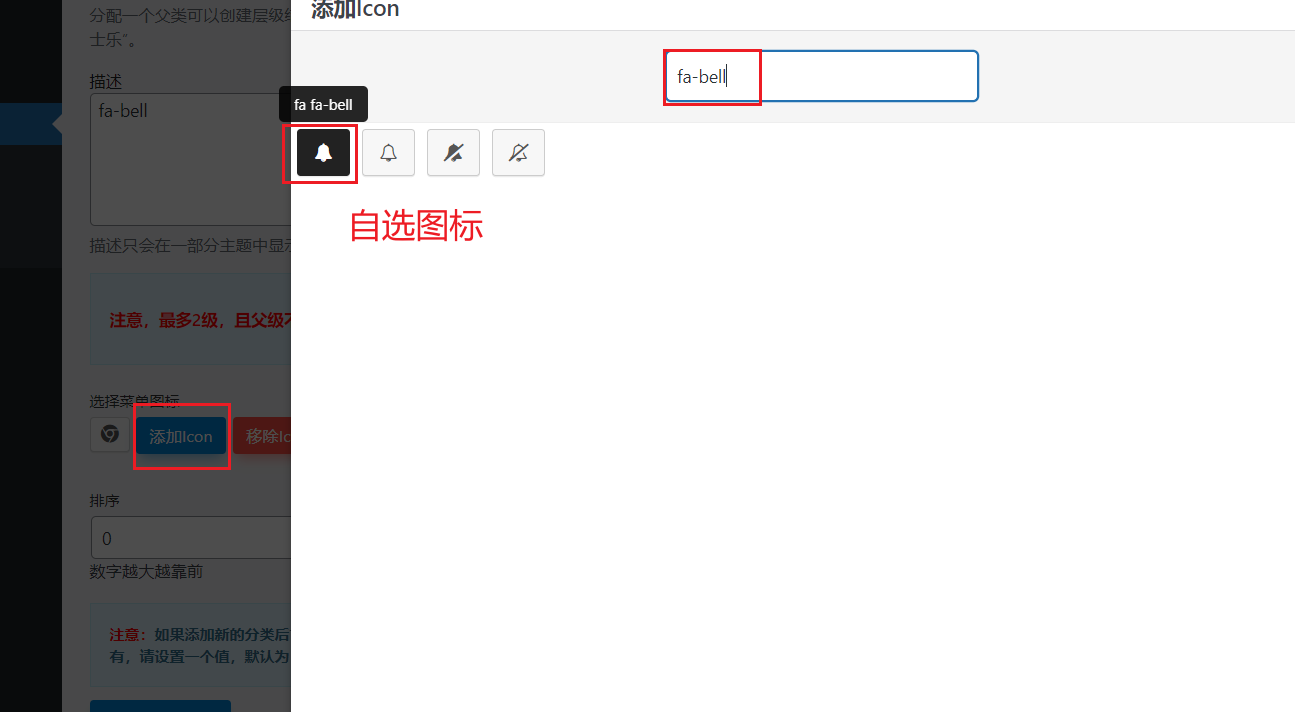 添加Icon
分配一个父类可以创建层级
士乐”。
描述
fa-bell
fa-bell
fa fa-bell
自选图标
描述只会在一部分主题中显
注意，最多2级，且父级
选择菜单图标
添加Icon
移除Ic
排序
0
数字越大越靠前
注意：如果添加新的分类后
有，请设置一个值，默认为